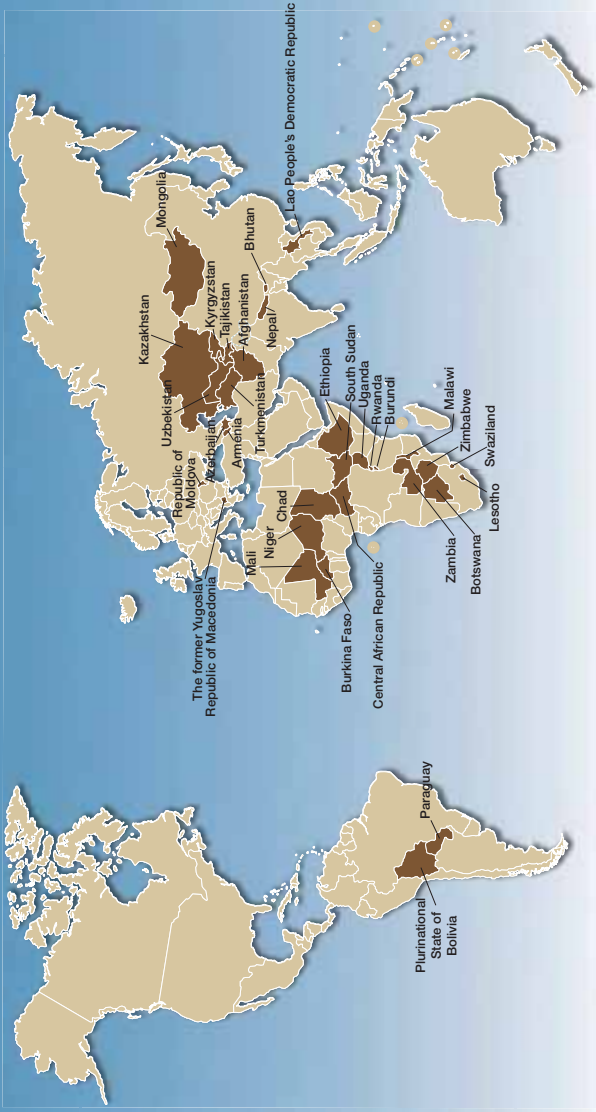 Plurinational
State of
Bolivia
Paraguay
The former Yugoslav
Republic of Macedonia
Republic of
Moldova
Mali
Niger
Chad
Burkina Faso
Central African Republic
Uzbekistan
Azerbaijan
Armenia
Turkmenistan
Kazakhstan
Kyrgyzstan
Tajikistan
Afghanistan
Mongolia
Nepal
Bhutan
Lao People's Democratic Republic
Ethiopia
South Sudan
Uganda
Rwanda
Burundi
Malawi
Zimbabwe
Swaziland
Lesotho
Zambia
Botswana